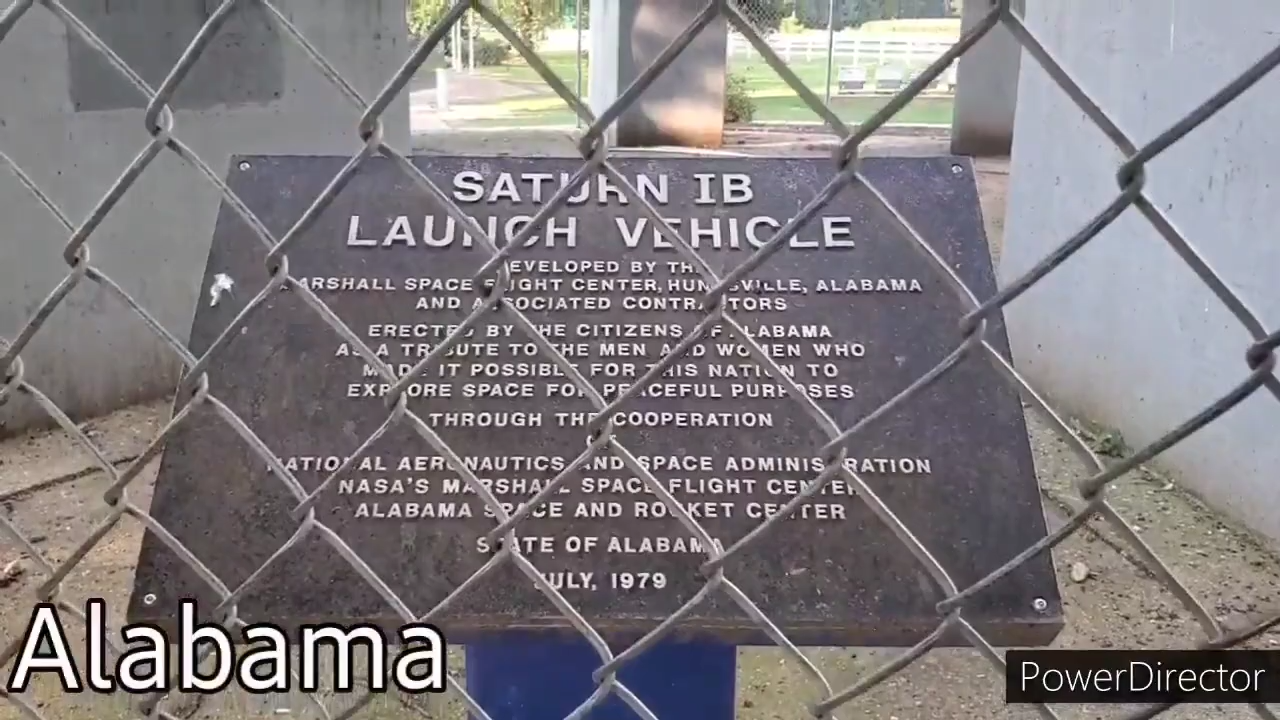 SATURN IB
LAUNCH VEHICLE
DEVELOPED BY THE
MARSHALL SPACE FLIGHT CENTER, HUNTSVILLE, ALABAMA
AND ASSOCIATED CONTRACTORS
ERECTED BY THE CITIZENS OF ALABAMA
AS A TRIBUTE TO THE MEN AND WOMEN WHO
MADE IT POSSIBLE FOR THIS NATION TO
EXPLORE SPACE FOR PEACEFUL PURPOSES
THROUGH THE COOPERATION
OF
NATIONAL AERONAUTICS AND SPACE ADMINISTRATION
NASA'S MARSHALL SPACE FLIGHT CENTER
ALABAMA SPACE AND ROCKET CENTER
STATE OF ALABAMA
JULY, 1979
Alabama
PowerDirector